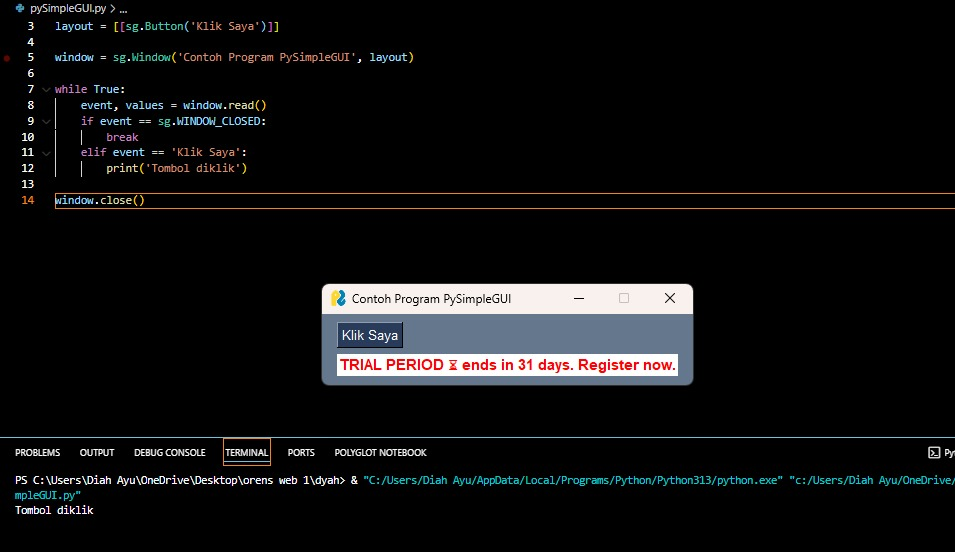 pySimpleGUI.py > ...
3 layout = [[sg.Button('Klik Saya')]]
4
5 window = sg.Window('Contoh Program PySimpleGUI', layout)
6
7 while True:
8 event, values = window.read()
9 if event == sg.WINDOW_CLOSED:
10 break
11 elif event == 'Klik Saya':
12 print('Tombol diklik')
13
14 window.close()
Contoh Program PySimpleGUI
Klik Saya
TRIAL PERIOD ⌛ ends in 31 days. Register now.
PROBLEMS OUTPUT DEBUG CONSOLE TERMINAL PORTS POLYGLOT NOTEBOOK Py
PS C:\Users\Diah Ayu\OneDrive\Desktop\orens web 1\dyah> & "C:/Users/Diah Ayu/AppData/Local/Programs/Python/Python313/python.exe" "c:/Users/Diah Ayu/OneDrive/
mpleGUI.py"
Tombol diklik